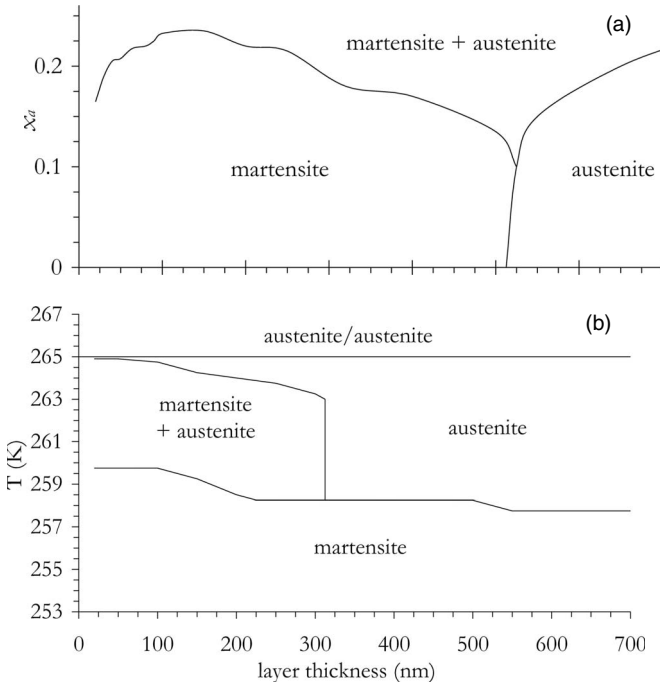 (a)
martensite + austenite
0.2
x_a
0.1
martensite
austenite
0
267
(b)
austenite/austenite
265
263
martensite
+ austenite
austenite
261
T (K)
259
257
martensite
255
253
0 100 200 300 400 500 600 700
layer thickness (nm)